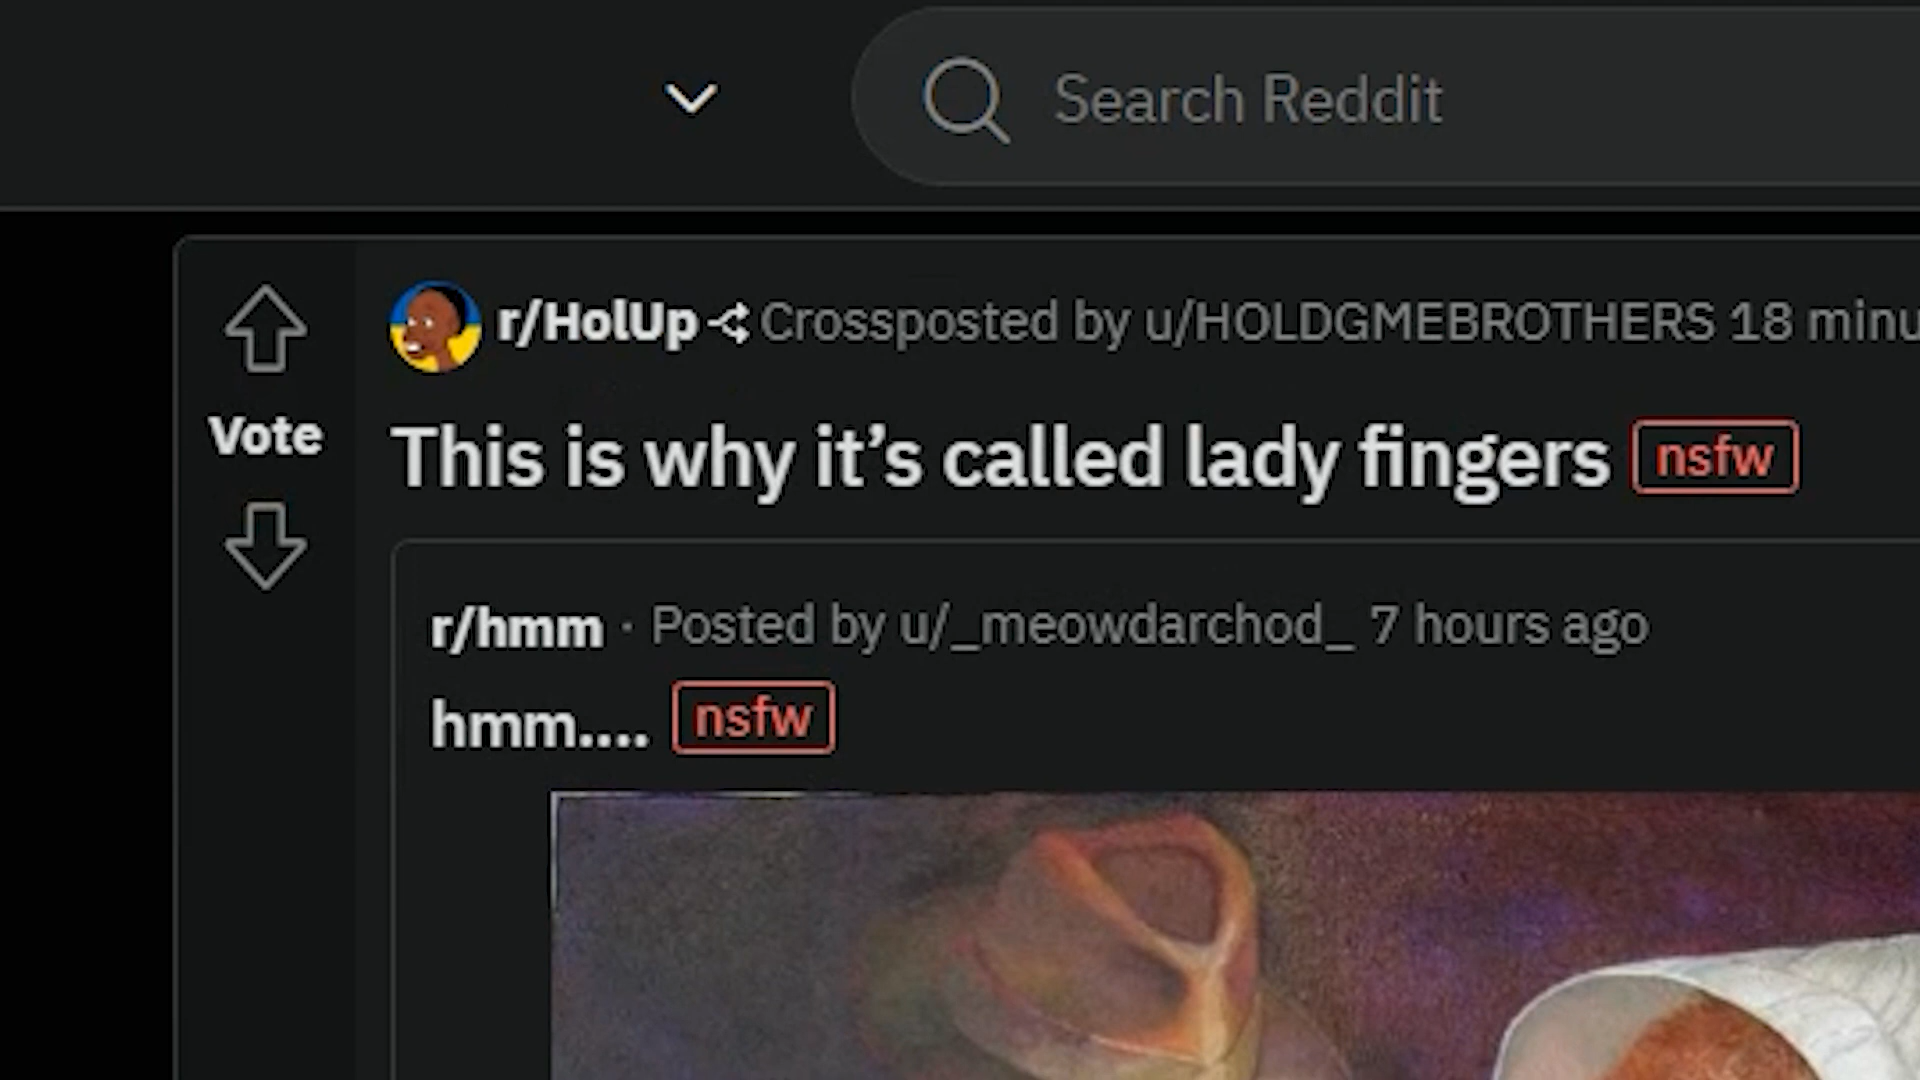 Search Reddit
r/HolUp Crossposted by u/HOLDGMEBROTHERS 18 minu
Vote
This is why it’s called lady fingers nsfw
r/hmm · Posted by u/_meowdarchod_ 7 hours ago
hmm.... nsfw